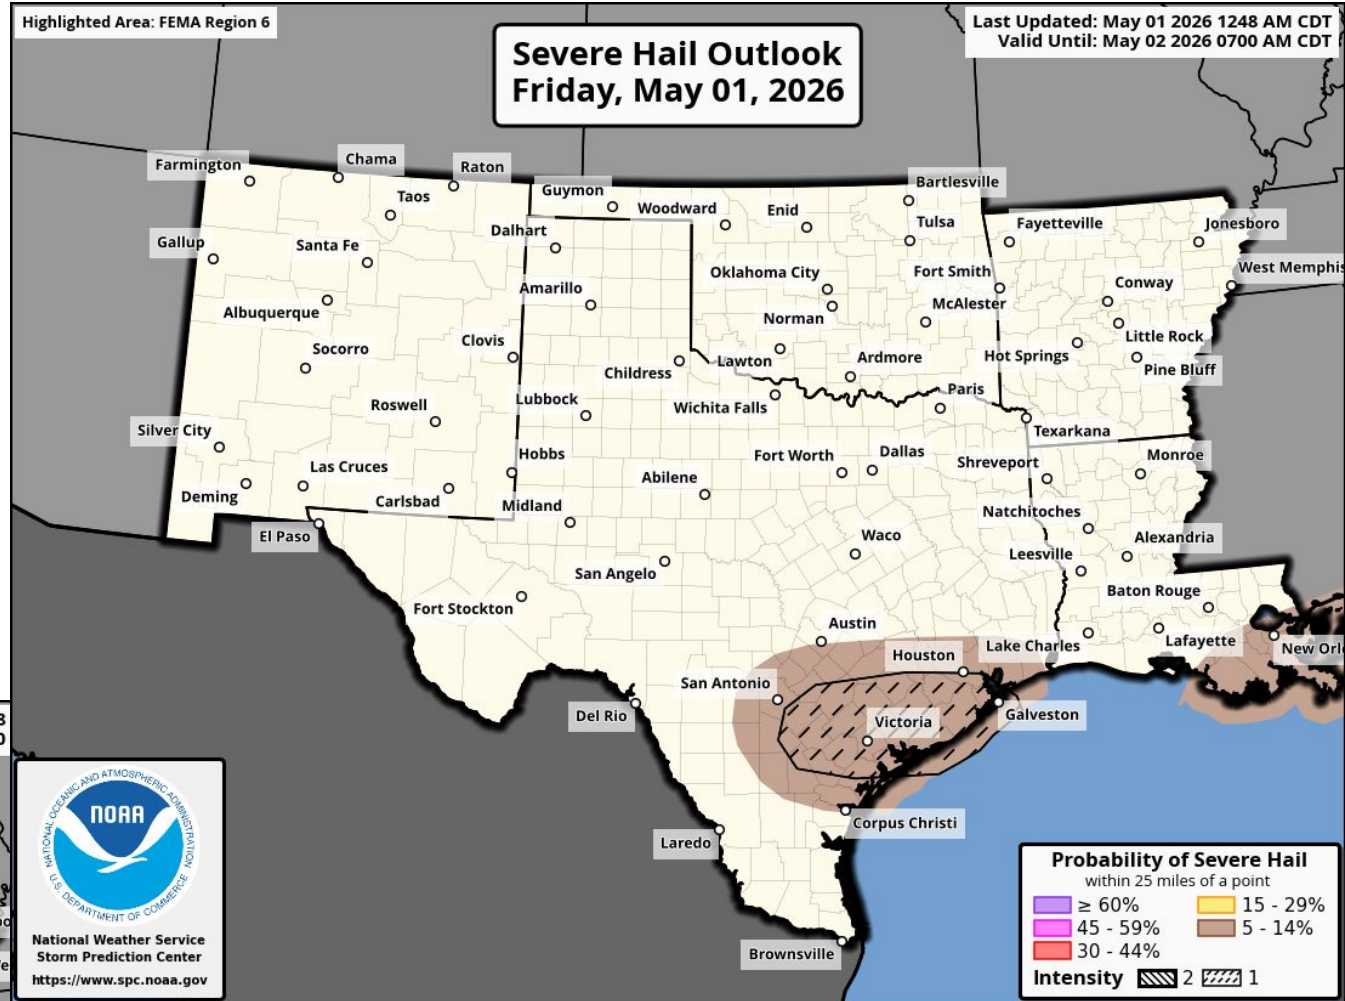 Highlighted Area: FEMA Region 6
Severe Hail Outlook
Friday, May 01, 2026
Last Updated: May 01 2026 1248 AM CDT
Valid Until: May 02 2026 0700 AM CDT
Farmington
Chama
Raton
Taos
Guymon
Woodward
Enid
Bartlesville
Tulsa
Fayetteville
Jonesboro
Gallup
Santa Fe
Dalhart
Oklahoma City
Fort Smith
West Memphis
Amarillo
Conway
Albuquerque
Norman
McAlester
Little Rock
Socorro
Clovis
Childress
Lawton
Ardmore
Hot Springs
Pine Bluff
Roswell
Lubbock
Wichita Falls
Paris
Texarkana
Silver City
Hobbs
Las Cruces
Abilene
Fort Worth
Dallas
Shreveport
Monroe
Deming
Carlsbad
Midland
Natchitoches
El Paso
Waco
Alexandria
San Angelo
Leesville
Fort Stockton
Baton Rouge
Austin
Houston
Lake Charles
Lafayette
New Orl
San Antonio
Del Rio
Victoria
Galveston
Corpus Christi
Laredo
Brownsville
8
0
NATIONAL OCEANIC AND ATMOSPHERIC ADMINISTRATION
NOAA
U.S. DEPARTMENT OF COMMERCE
National Weather Service
Storm Prediction Center
https://www.spc.noaa.gov
Probability of Severe Hail
within 25 miles of a point
≥ 60% 15 - 29%
45 - 59% 5 - 14%
30 - 44%
Intensity 2 1